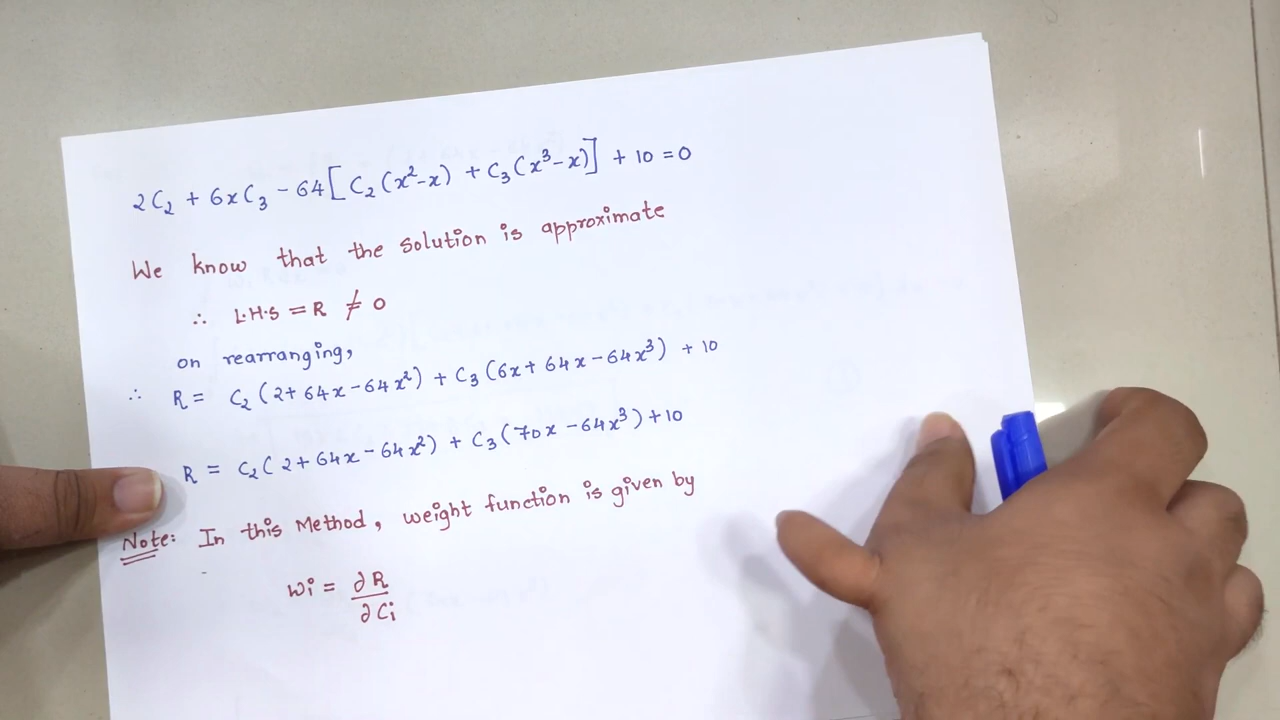 2C₂ + 6xC₃ - 64[C₂(x²-x) + C₃(x³-x)] + 10 = 0
We know that the solution is approximate
∴ L.H.S = R ≠ 0
on rearranging,
∴ R = C₂(2+64x-64x²) + C₃(6x+64x-64x³) + 10
R = C₂(2+64x-64x²) + C₃(70x-64x³)+10
Note: In this Method, weight function is given by
Wi = ∂R/∂Ci